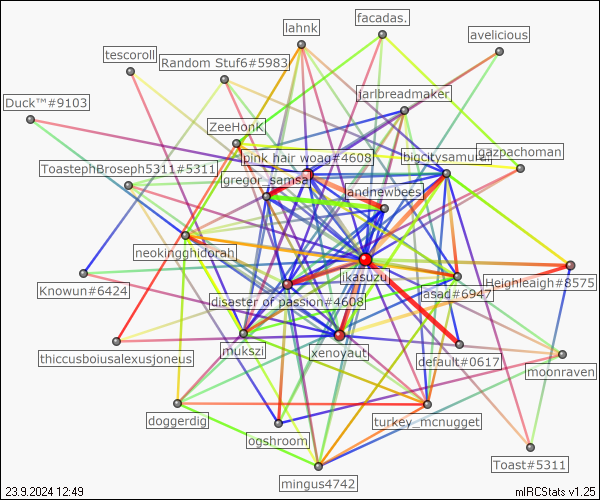 facadas.
lahnk
avelicious
tescoroll
Random Stuf6#5983
jarlbreadmaker
Duck™#9103
ZeeHonK
pink hair woag#4608
bigcitysamurai
gazpachoman
ToastephBroseph5311#5311
gregor_samsa
andnewbees
neokingghidorah
ikasuzu
Knowun#6424
disaster of passion#4608
jasad#6947
Heighleaigh#8575
thiccusboiusalexusjoneus
mukszi
xenoyaut
default#0617
moonraven
doggerdig
ogshroom
turkey_mcnugget
Toast#5311
mingus4742
23.9.2024 12:49
mIRCStats v1.25